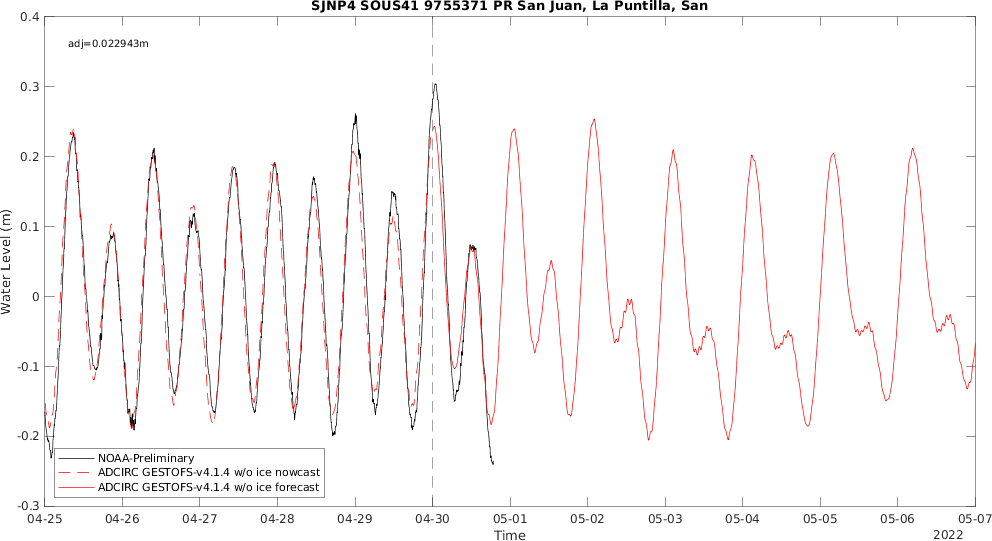 SJNP4 SOUS41 9755371 PR San Juan, La Puntilla, San
adj=0.022943m
Water Level (m)
0.4
0.3
0.2
0.1
0
-0.1
-0.2
-0.3
NOAA-Preliminary
ADCIRC GESTOFS-v4.1.4 w/o ice nowcast
ADCIRC GESTOFS-v4.1.4 w/o ice forecast
04-25 04-26 04-27 04-28 04-29 04-30 05-01 05-02 05-03 05-04 05-05 05-06 05-07
Time
2022